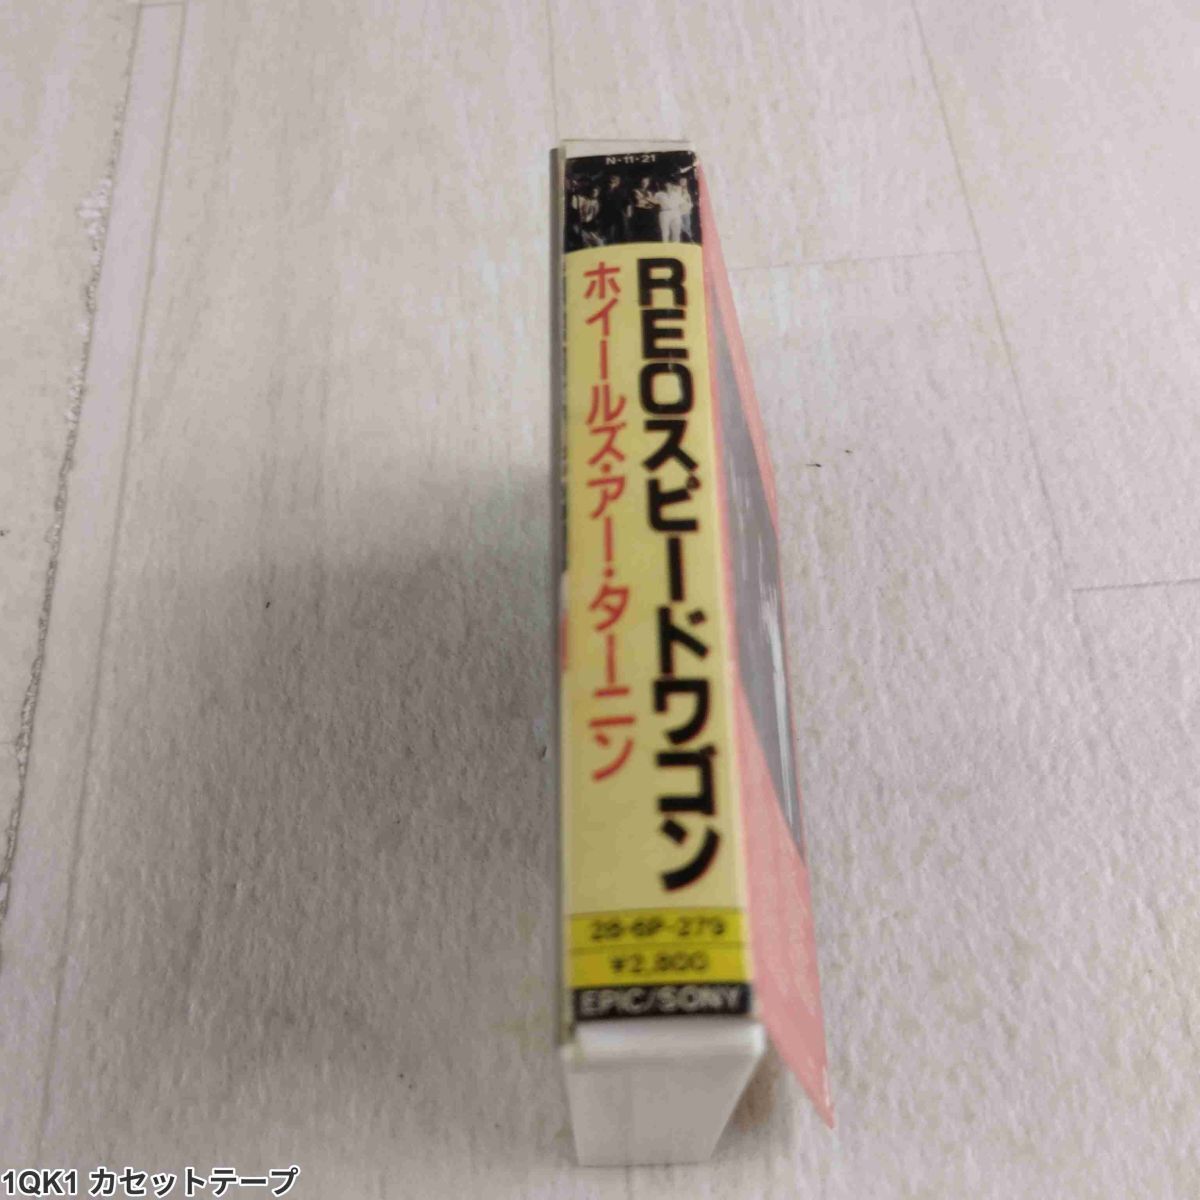 N-11-21
REOスピードワゴン
ホイールズ・アー・ターニン
28・6P-279
¥2,800
EPIC/SONY
1QK1 カセットテープ